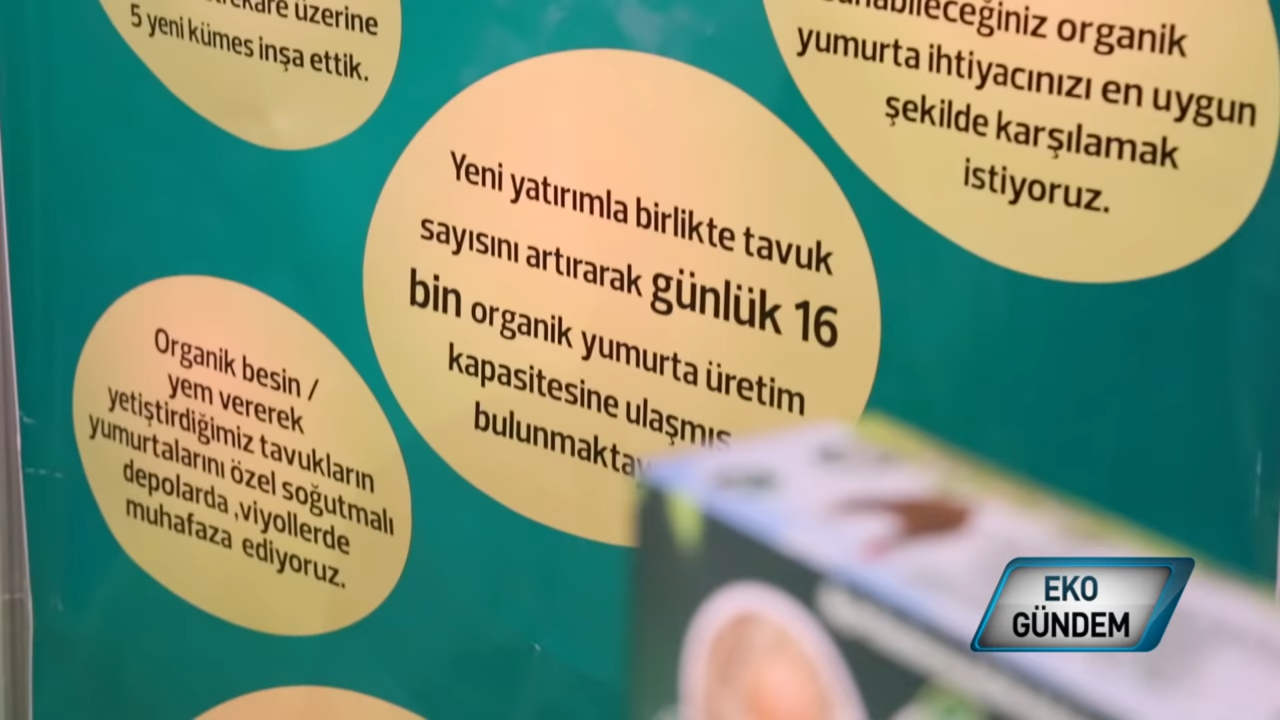 üzerine
5 yeni kümes inşa ettik.
organik
yumurta ihtiyacınızı en uygun
şekilde karşılamak
istiyoruz.
Yeni yatırımla birlikte tavuk
sayısını artırarak günlük 16
bin organik yumurta üretim
kapasitesine ulaşmış
Organik besin /
yem vererek
yetiştirdiğimiz tavukların
yumurtalarını özel soğutmalı
depolarda ,viyollerde
muhafaza ediyoruz.
EKO
GÜNDEM